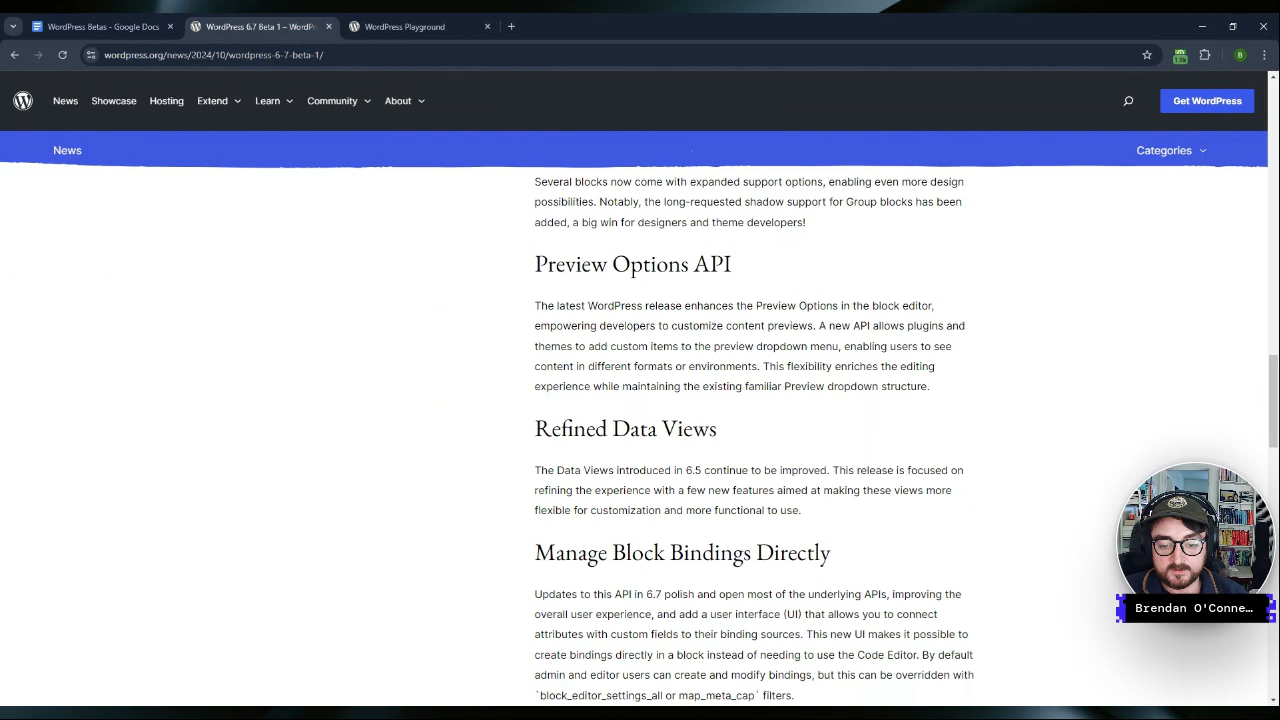 WordPress Betas - Google Docs
WordPress 6.7 Beta 1 – WordPr
WordPress Playground
wordpress.org/news/2024/10/wordpress-6-7-beta-1/
1.8k
B
News Showcase Hosting Extend Learn Community About
Get WordPress
News
Categories
Several blocks now come with expanded support options, enabling even more design
possibilities. Notably, the long-requested shadow support for Group blocks has been
added, a big win for designers and theme developers!
Preview Options API
The latest WordPress release enhances the Preview Options in the block editor,
empowering developers to customize content previews. A new API allows plugins and
themes to add custom items to the preview dropdown menu, enabling users to see
content in different formats or environments. This flexibility enriches the editing
experience while maintaining the existing familiar Preview dropdown structure.
Refined Data Views
The Data Views introduced in 6.5 continue to be improved. This release is focused on
refining the experience with a few new features aimed at making these views more
flexible for customization and more functional to use.
Manage Block Bindings Directly
Updates to this API in 6.7 polish and open most of the underlying APIs, improving the
overall user experience, and add a user interface (UI) that allows you to connect
attributes with custom fields to their binding sources. This new UI makes it possible to
create bindings directly in a block instead of needing to use the Code Editor. By default
admin and editor users can create and modify bindings, but this can be overridden with
`block_editor_settings_all or map_meta_cap` filters.
Brendan O'Conne...